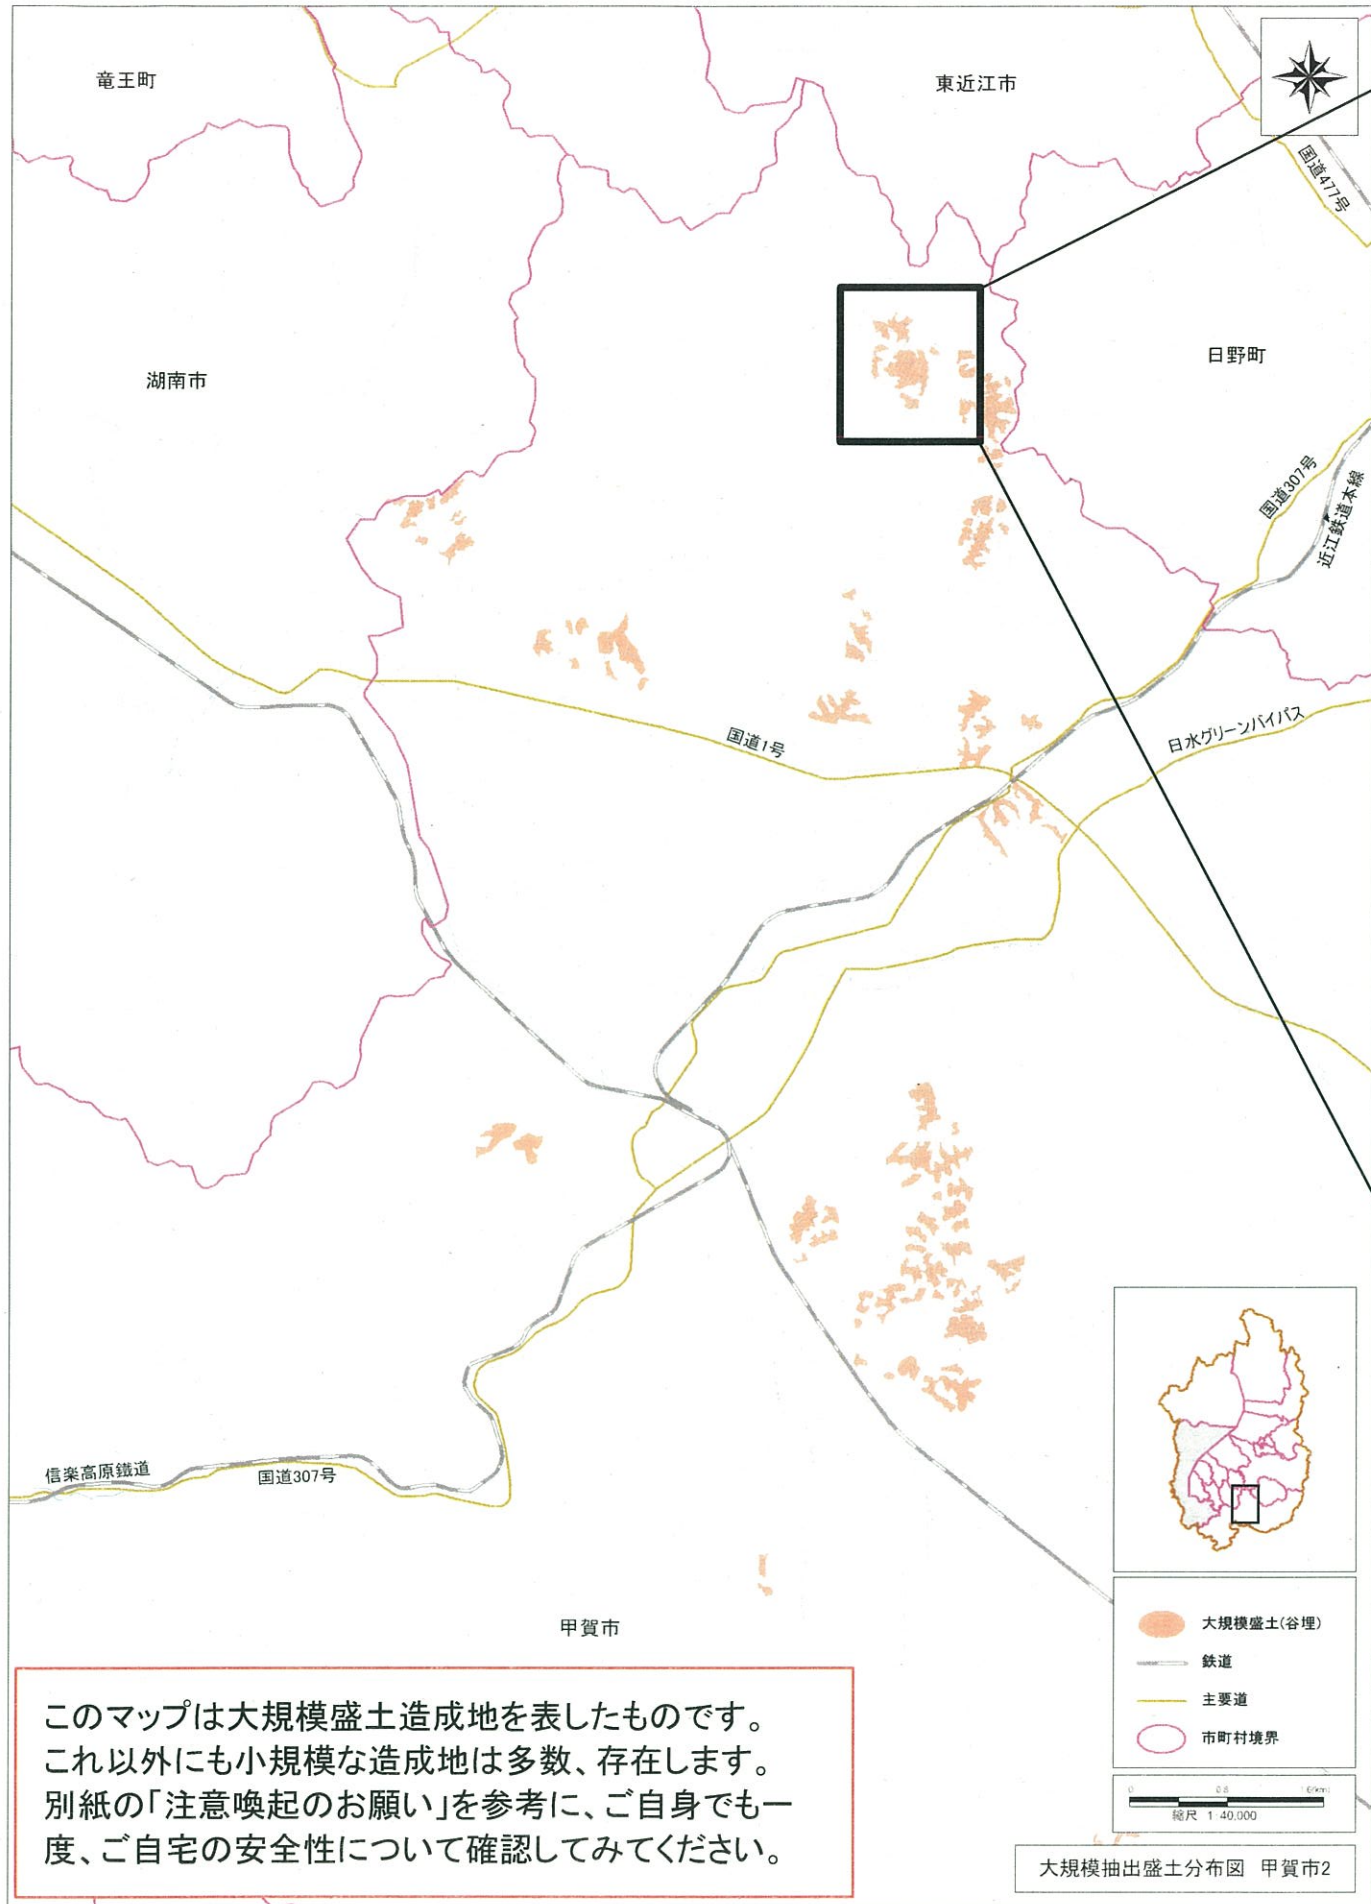 竜王町
東近江市
国道477号
日野町
湖南市
国道307号
近江鉄道本線
国道1号
日水グリーンバイパス
信楽高原鐵道
国道307号
甲賀市
大規模盛土(谷埋)
鉄道
主要道
市町村境界
0 0.8
縮尺 1:40,000
大規模抽出盛土分布図 甲賀市2
このマップは大規模盛土造成地を表したものです。
これ以外にも小規模な造成地は多数、存在します。
別紙の「注意喚起のお願い」を参考に、ご自身でも一
度、ご自宅の安全性について確認してみてください。